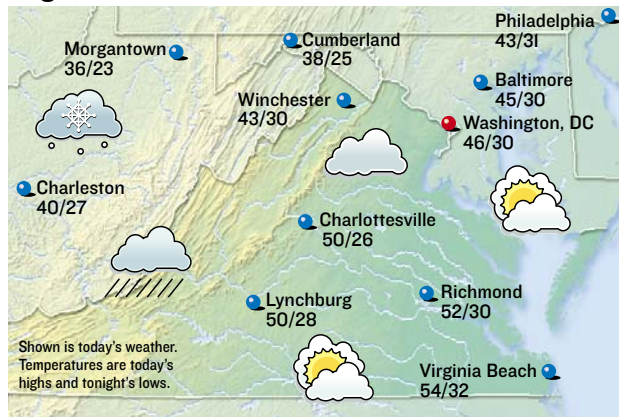 Philadelphia
43/31
Morgantown
36/23
Cumberland
38/25
Baltimore
45/30
Winchester
43/30
Washington, DC
46/30
Charleston
40/27
Charlottesville
50/26
Lynchburg
50/28
Richmond
52/30
Shown is today's weather.
Temperatures are today's
highs and tonight's lows.
Virginia Beach
54/32